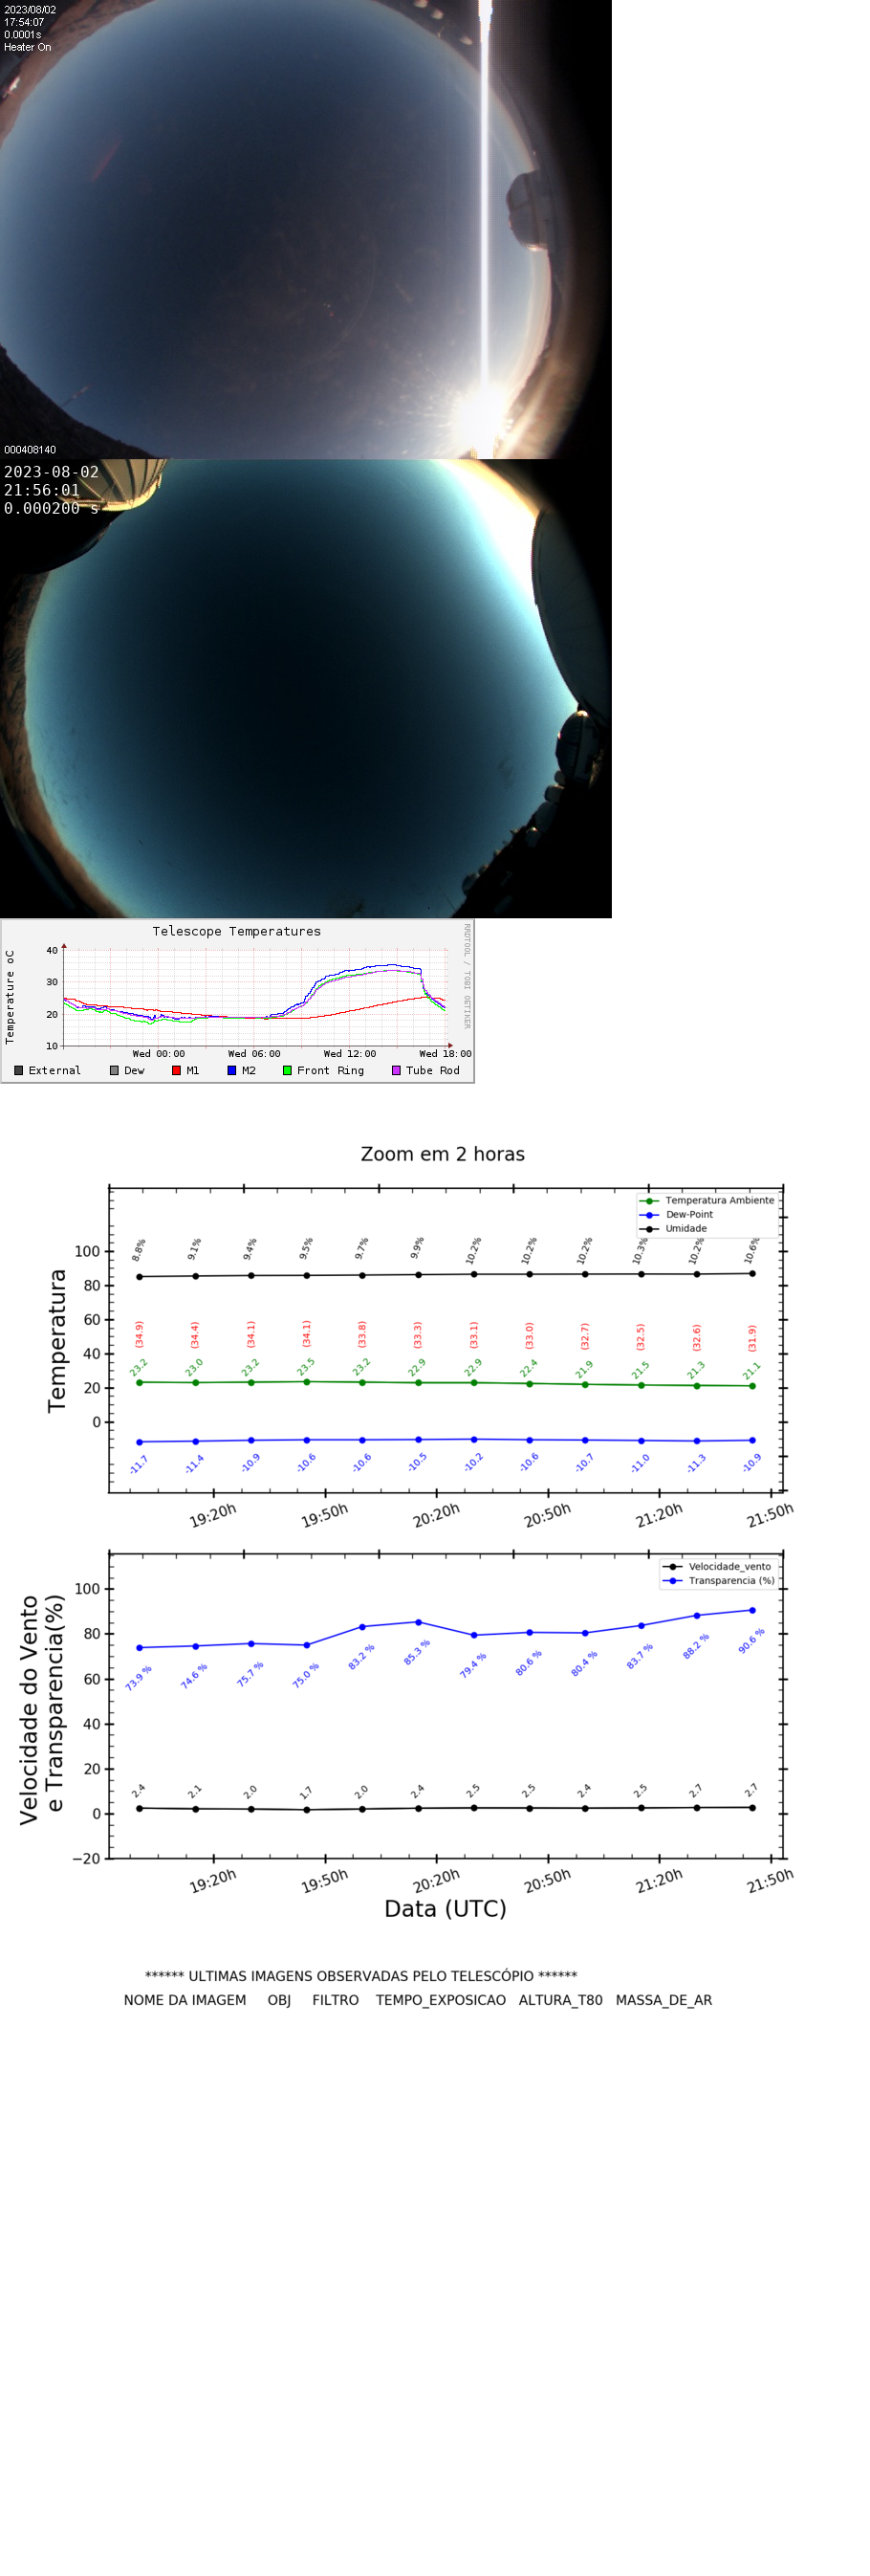 2023/08/02
17:54:07
0.0001s
Heater On
000408140
2023-08-02
21:56:01
0.000200 s
Telescope Temperatures
RRDTOOL / TOBI OETIKER
Temperature oC
40
30
20
10
Wed 00:00 Wed 06:00 Wed 12:00 Wed 18:00
External Dew M1 M2 Front Ring Tube Rod
Zoom em 2 horas
Temperatura Ambiente
Dew-Point
Umidade
Temperatura
100
80
60
40
20
0
8.8% 9.1% 9.4% 9.5% 9.7% 9.9% 10.2% 10.2% 10.2% 10.3% 10.2% 10.6%
(34.9) (34.4) (34.1) (34.1) (33.8) (33.3) (33.1) (33.0) (32.7) (32.5) (32.6) (31.9)
23.2 23.0 23.2 23.5 23.2 22.9 22.9 22.4 21.9 21.5 21.3 21.1
-11.7 -11.4 -10.9 -10.6 -10.6 -10.5 -10.2 -10.6 -10.7 -11.0 -11.3 -10.9
19:20h 19:50h 20:20h 20:50h 21:20h 21:50h
Velocidade_vento
Transparencia (%)
Velocidade do Vento
e Transparencia(%)
100
80
60
40
20
0
−20
73.9 % 74.6 % 75.7 % 75.0 % 83.2 % 85.3 % 79.4 % 80.6 % 80.4 % 83.7 % 88.2 % 90.6 %
2.4 2.1 2.0 1.7 2.0 2.4 2.5 2.5 2.4 2.5 2.7 2.7
19:20h 19:50h 20:20h 20:50h 21:20h 21:50h
Data (UTC)
****** ULTIMAS IMAGENS OBSERVADAS PELO TELESCÓPIO ******
NOME DA IMAGEM OBJ FILTRO TEMPO_EXPOSICAO ALTURA_T80 MASSA_DE_AR